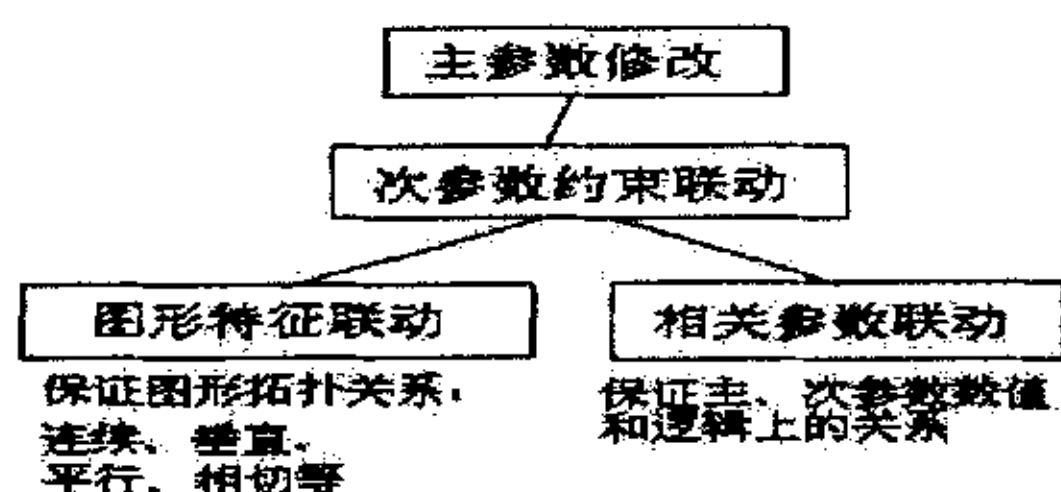 主参数修改
次参数约束联动
图形特征联动
相关参数联动
保证图形拓扑关系，
连续、垂直、
平行、相切等
保证主、次参数数值
和逻辑上的关系